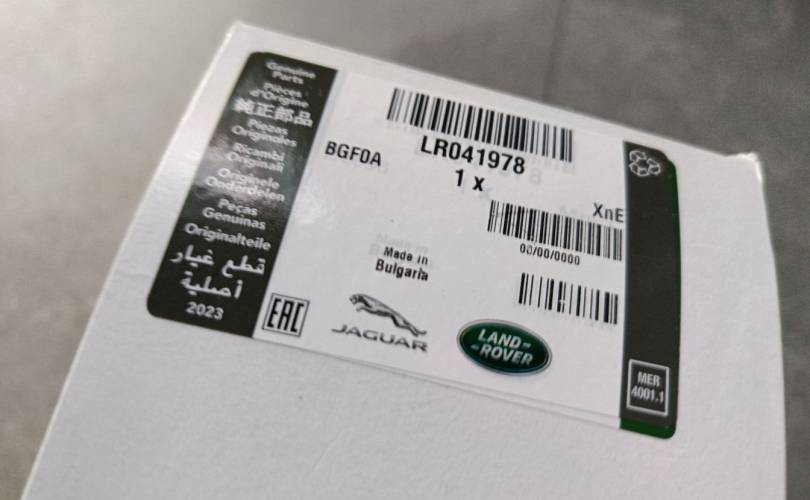 Genuine
Parts
Pièces
d'Origine
純正部品
Piezas
Originales
Ricambi
Originali
Originele
Onderdelen
Peças
Genuínas
Originalteile
قطع غيار
أصلية
2023
LR041978
BGF0A
1 x
XnE
00/00/0000
Made in
Bulgaria
EAC
JAGUAR
LAND-
-ROVER
MER
4001.1